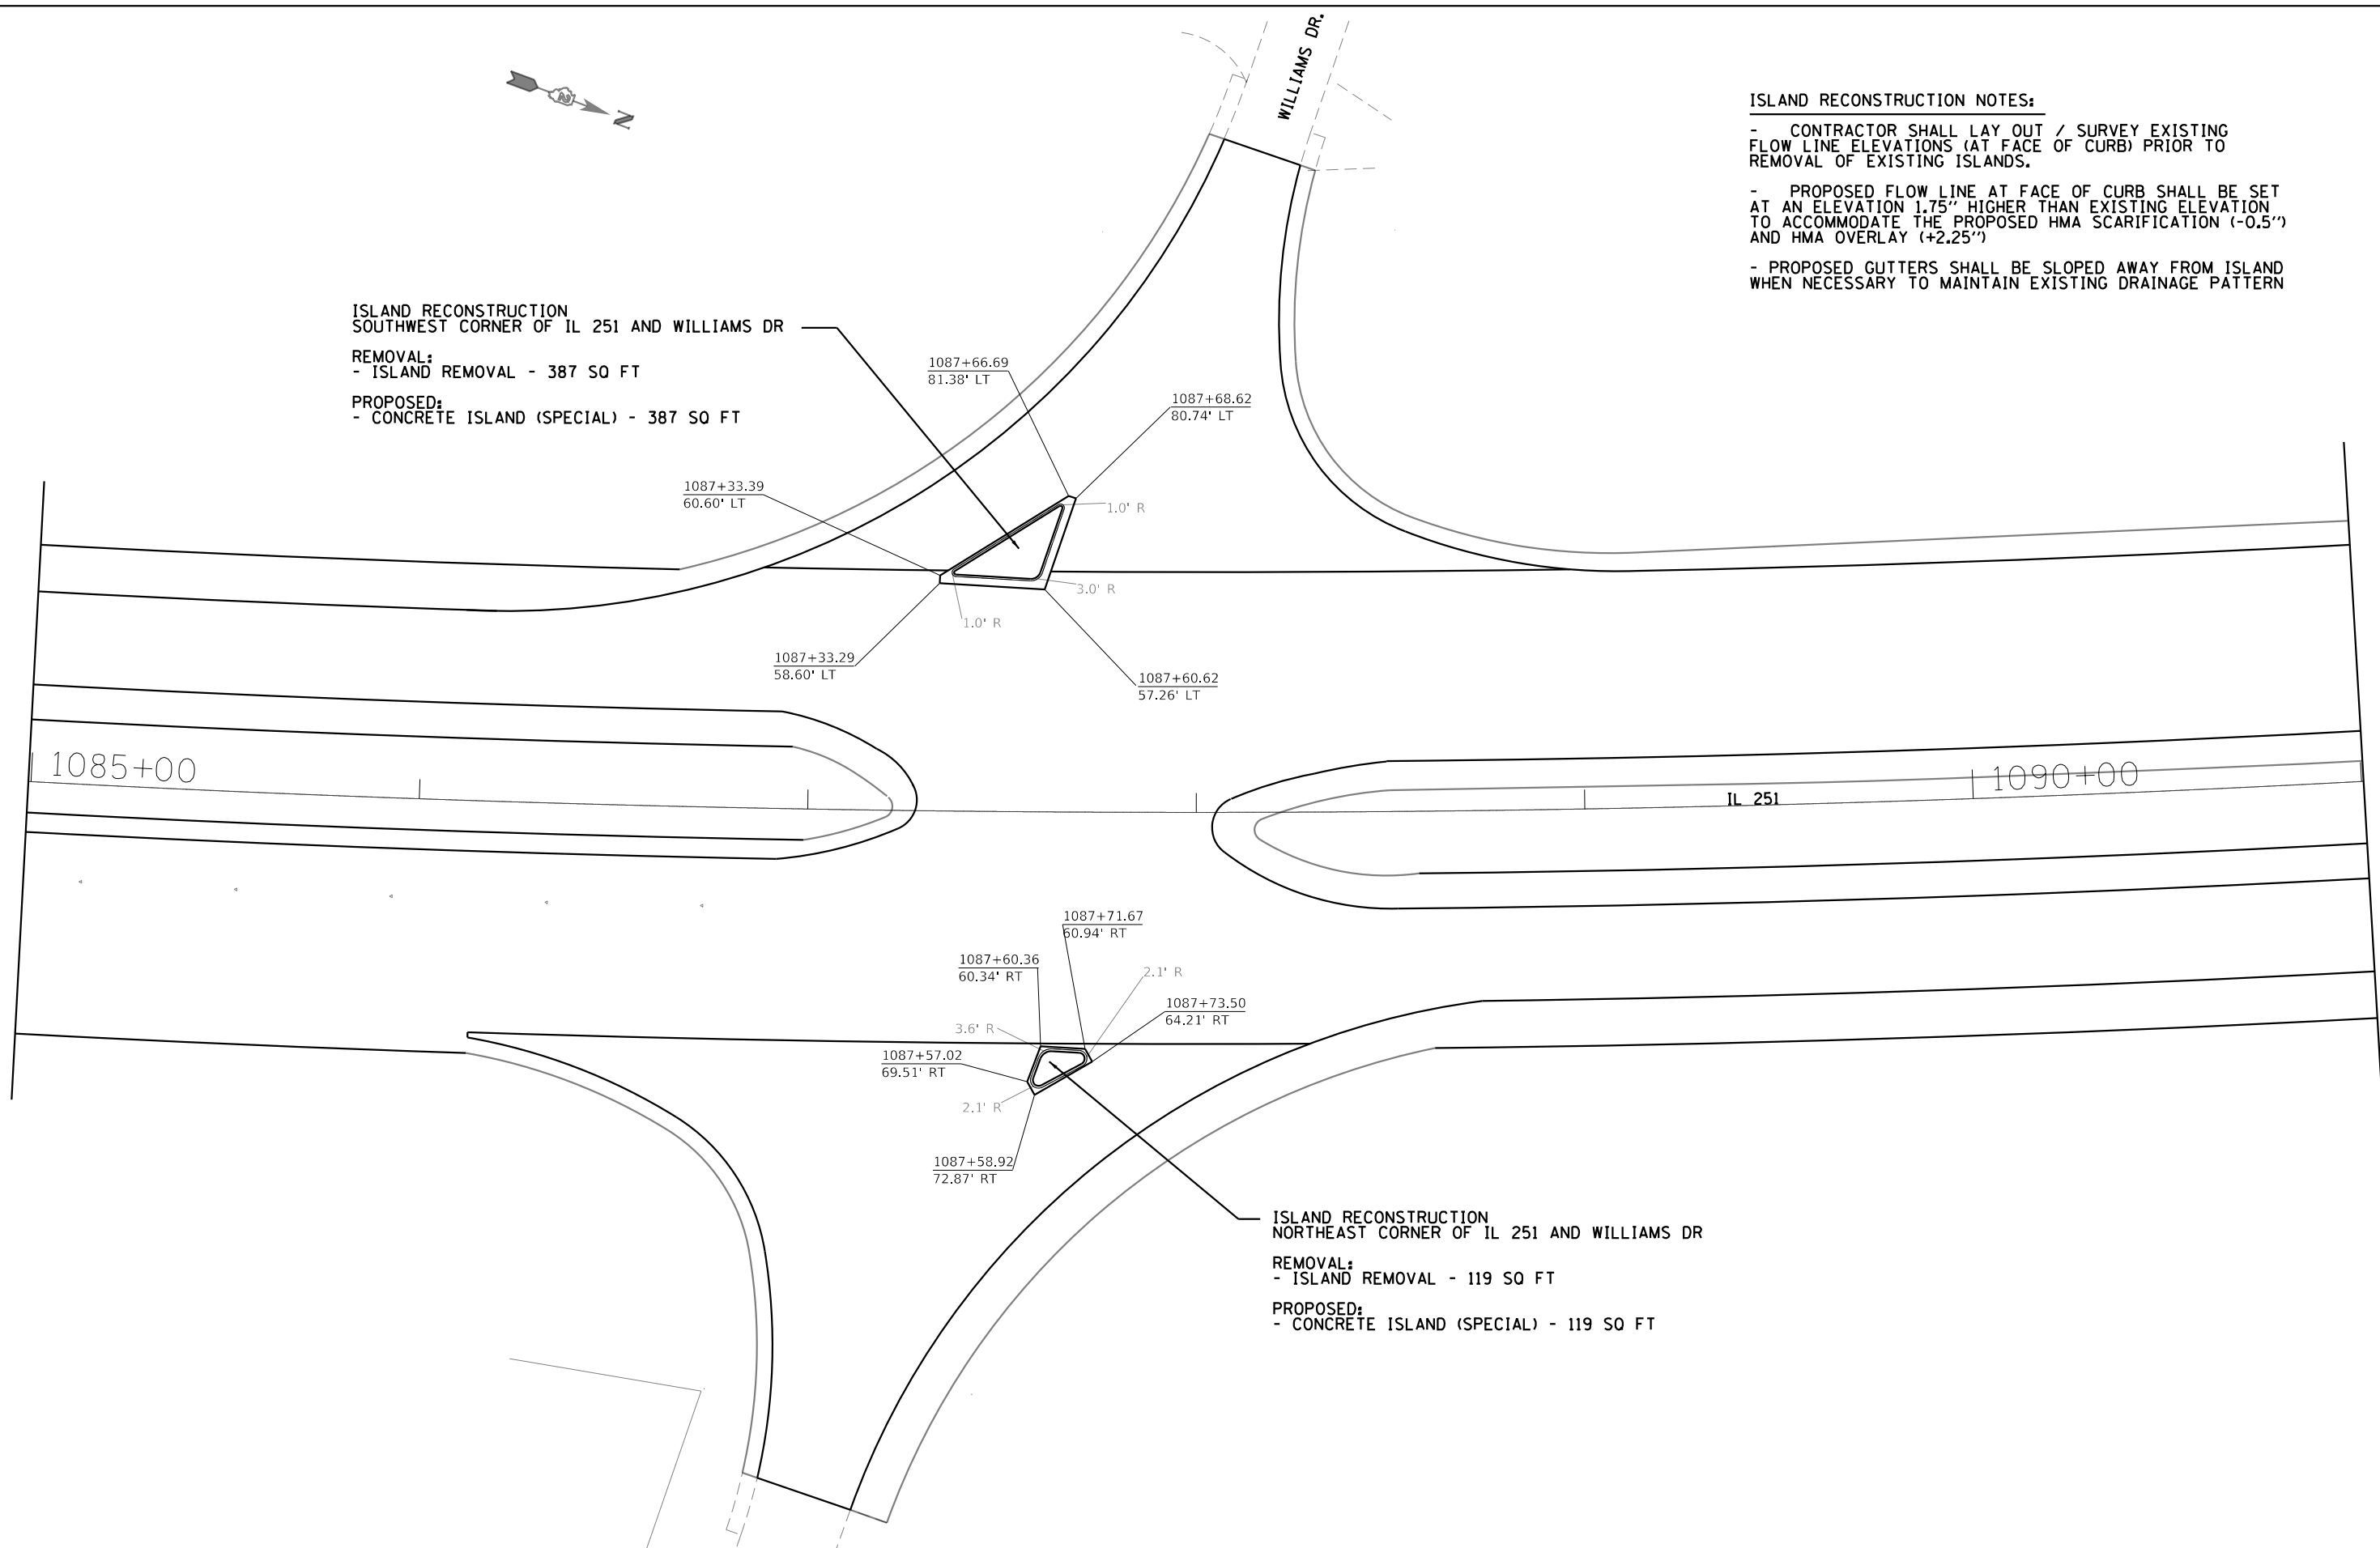 WILLIAMS DR.
N
ISLAND RECONSTRUCTION NOTES:
- CONTRACTOR SHALL LAY OUT / SURVEY EXISTING
FLOW LINE ELEVATIONS (AT FACE OF CURB) PRIOR TO
REMOVAL OF EXISTING ISLANDS.
- PROPOSED FLOW LINE AT FACE OF CURB SHALL BE SET
AT AN ELEVATION 1.75'' HIGHER THAN EXISTING ELEVATION
TO ACCOMMODATE THE PROPOSED HMA SCARIFICATION (-0.5'')
AND HMA OVERLAY (+2.25'')
- PROPOSED GUTTERS SHALL BE SLOPED AWAY FROM ISLAND
WHEN NECESSARY TO MAINTAIN EXISTING DRAINAGE PATTERN
ISLAND RECONSTRUCTION
SOUTHWEST CORNER OF IL 251 AND WILLIAMS DR
REMOVAL:
- ISLAND REMOVAL - 387 SQ FT
PROPOSED:
- CONCRETE ISLAND (SPECIAL) - 387 SQ FT
1087+66.69
81.38' LT
1087+68.62
80.74' LT
1087+33.39
60.60' LT
1.0' R
3.0' R
1.0' R
1087+33.29
58.60' LT
1087+60.62
57.26' LT
1085+00
1090+00
IL 251
1087+71.67
60.94' RT
1087+60.36
60.34' RT
2.1' R
1087+73.50
64.21' RT
3.6' R
1087+57.02
69.51' RT
2.1' R
1087+58.92
72.87' RT
ISLAND RECONSTRUCTION
NORTHEAST CORNER OF IL 251 AND WILLIAMS DR
REMOVAL:
- ISLAND REMOVAL - 119 SQ FT
PROPOSED:
- CONCRETE ISLAND (SPECIAL) - 119 SQ FT